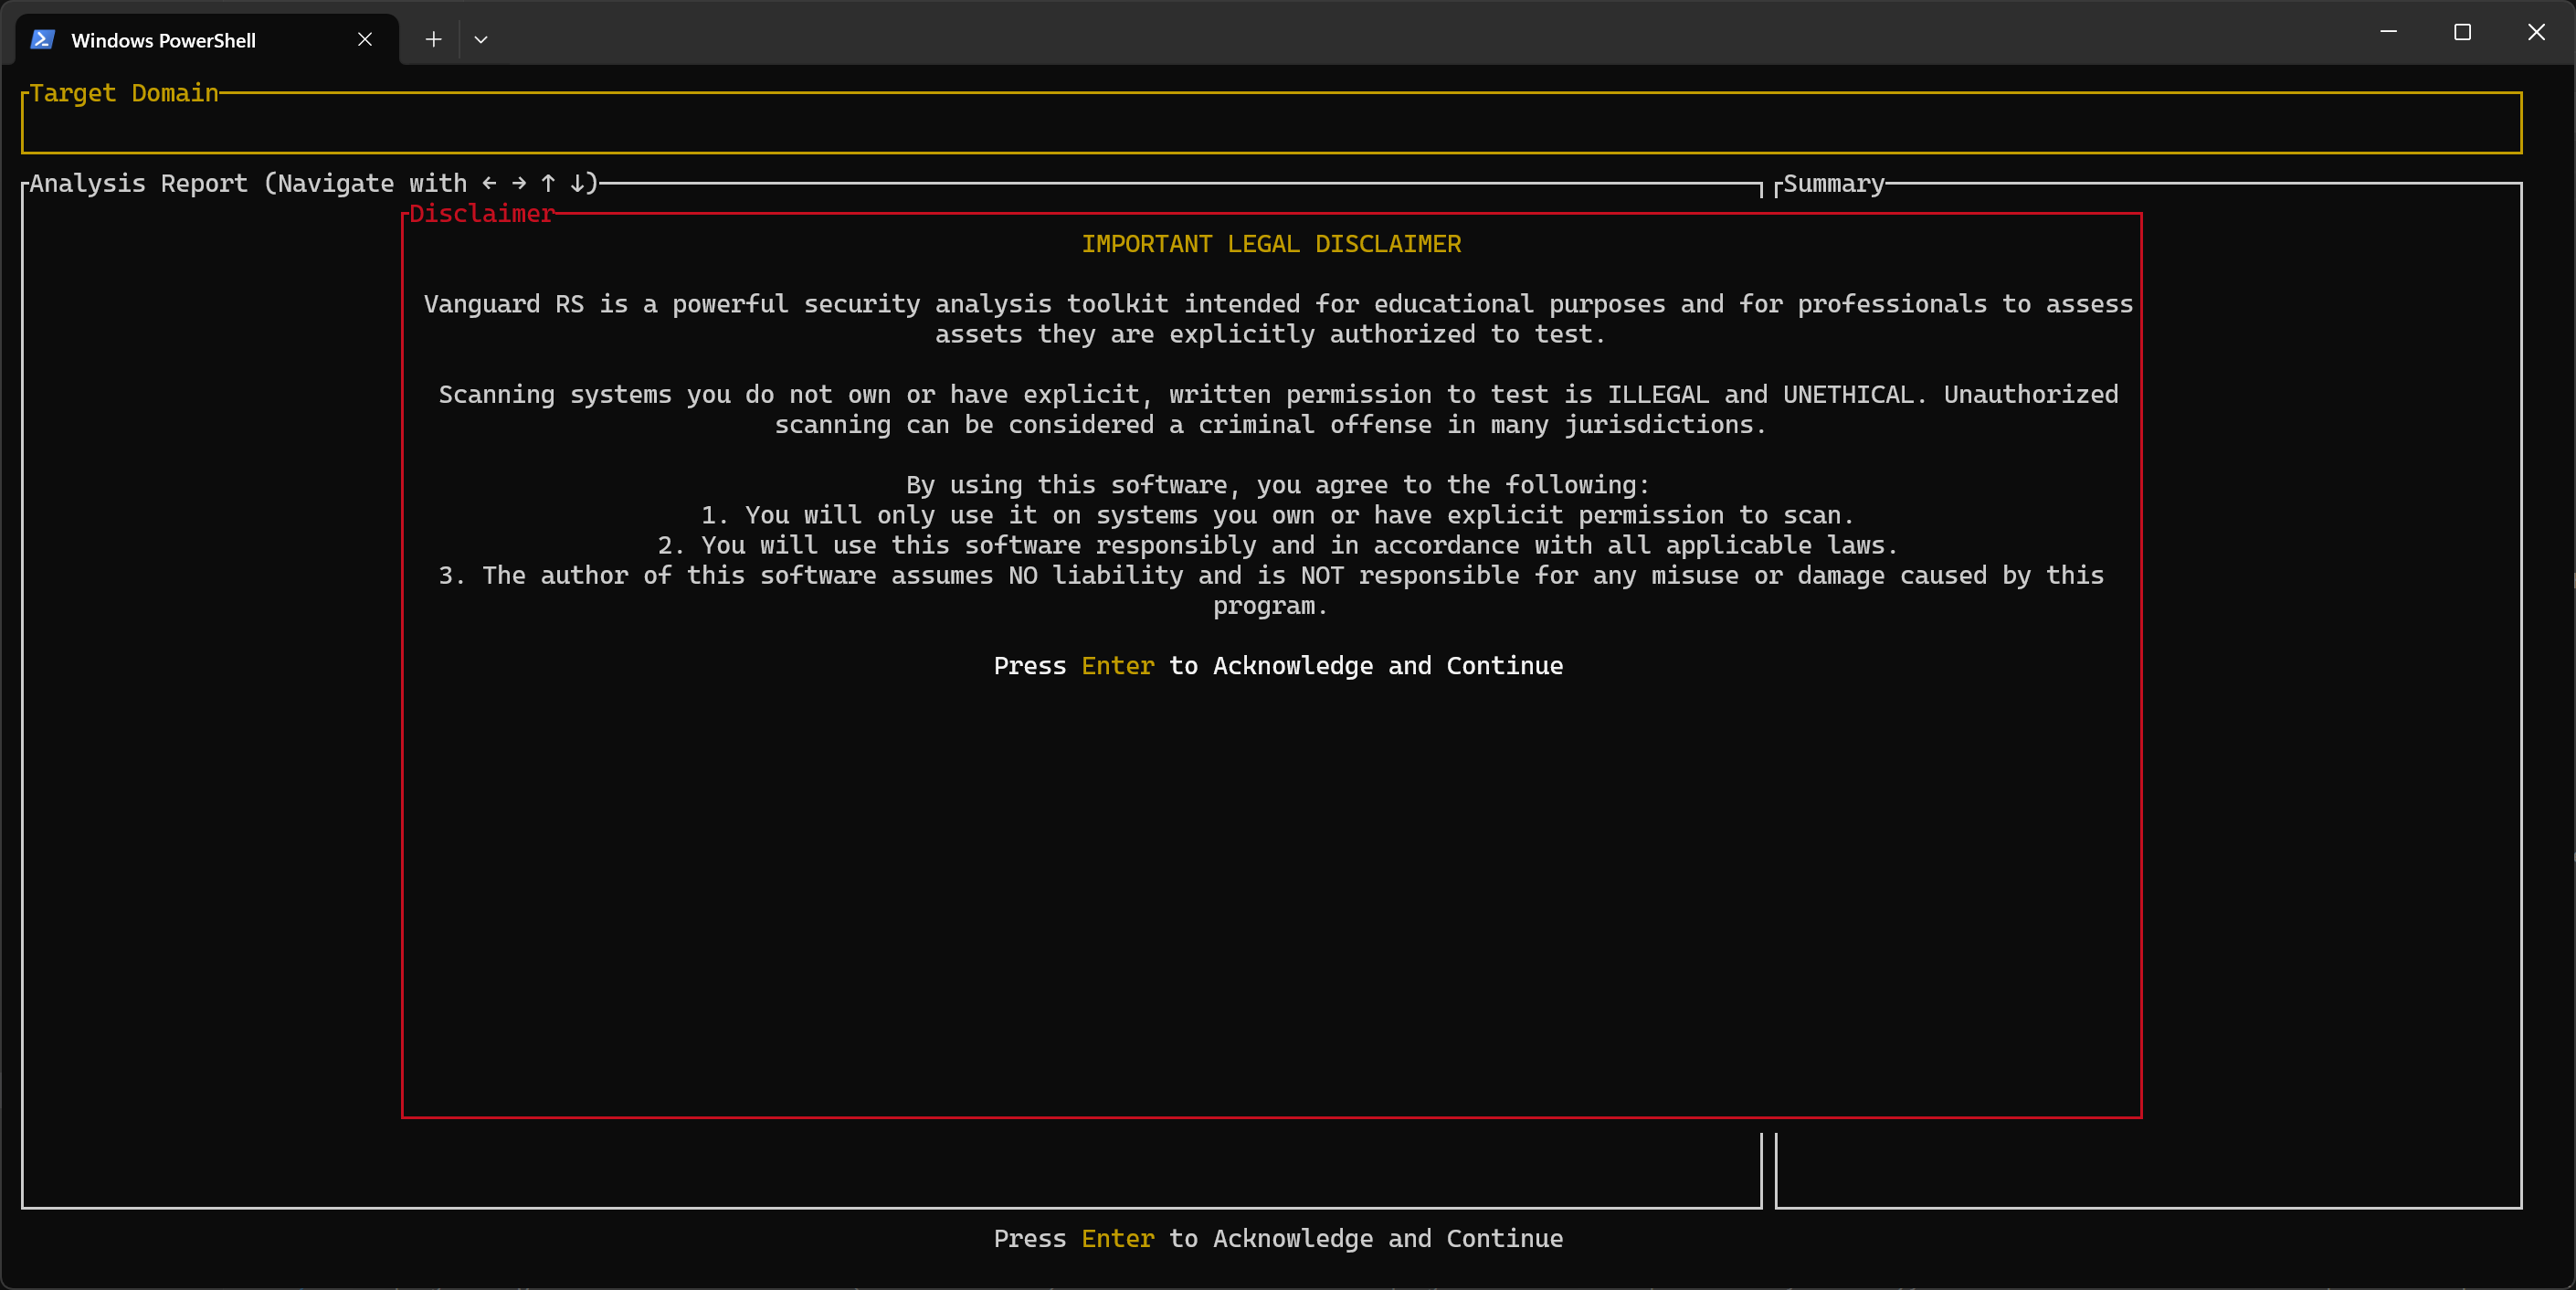 Windows PowerShell
Target Domain
Analysis Report (Navigate with ← → ↑ ↓)
Summary
Disclaimer
IMPORTANT LEGAL DISCLAIMER
Vanguard RS is a powerful security analysis toolkit intended for educational purposes and for professionals to assess
assets they are explicitly authorized to test.
Scanning systems you do not own or have explicit, written permission to test is ILLEGAL and UNETHICAL. Unauthorized
scanning can be considered a criminal offense in many jurisdictions.
By using this software, you agree to the following:
1. You will only use it on systems you own or have explicit permission to scan.
2. You will use this software responsibly and in accordance with all applicable laws.
3. The author of this software assumes NO liability and is NOT responsible for any misuse or damage caused by this
program.
Press Enter to Acknowledge and Continue
Press Enter to Acknowledge and Continue